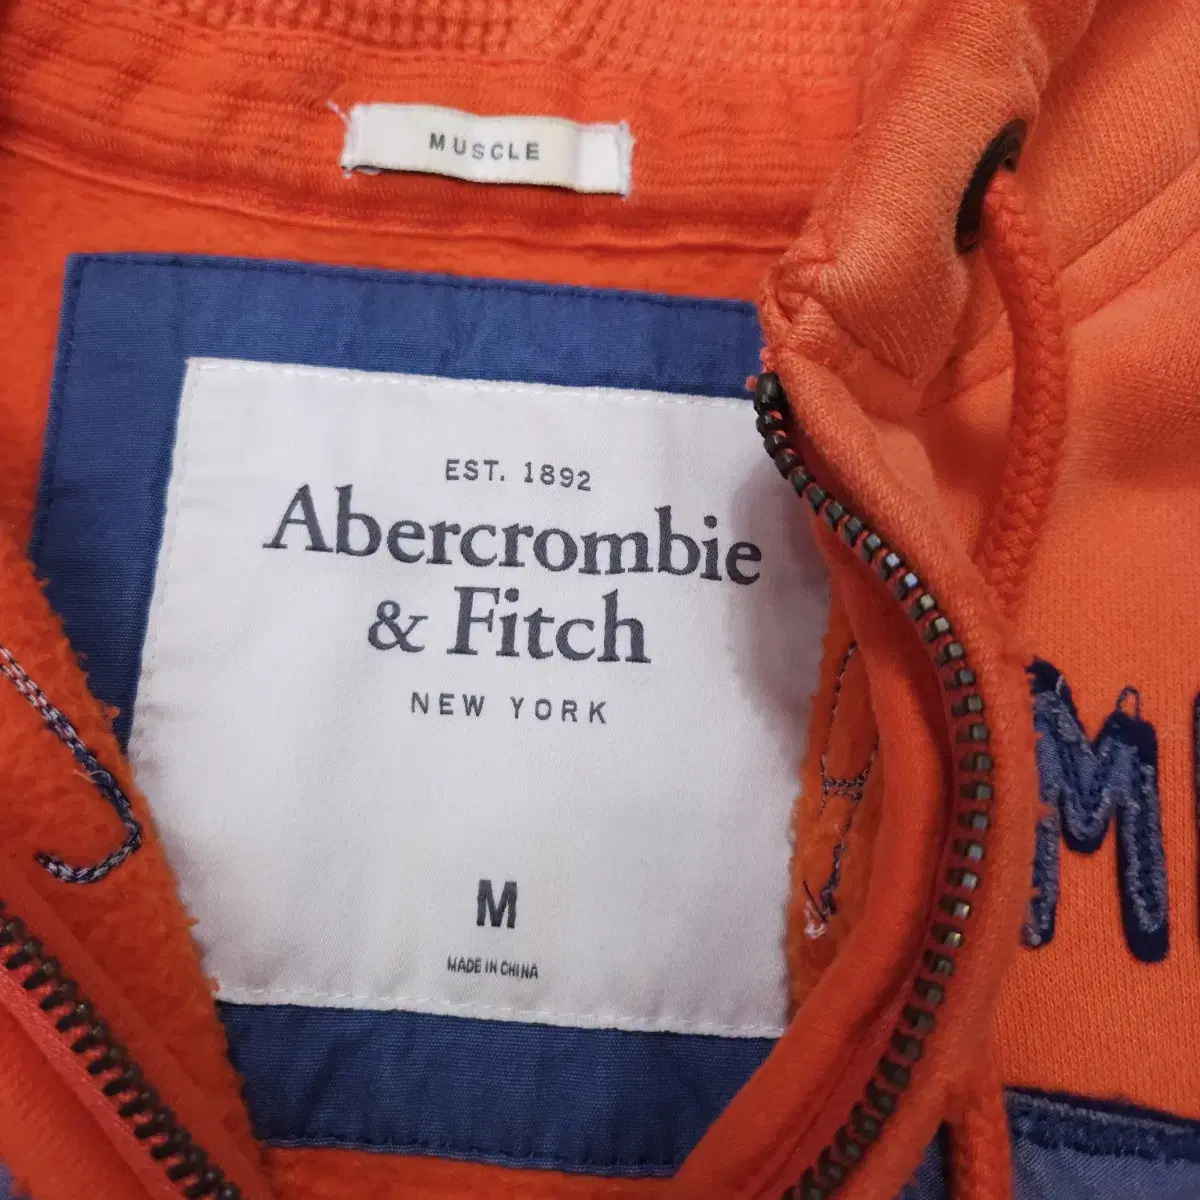 MUSCLE
EST. 1892
Abercrombie
& Fitch
NEW YORK
M
MADE IN CHINA
M